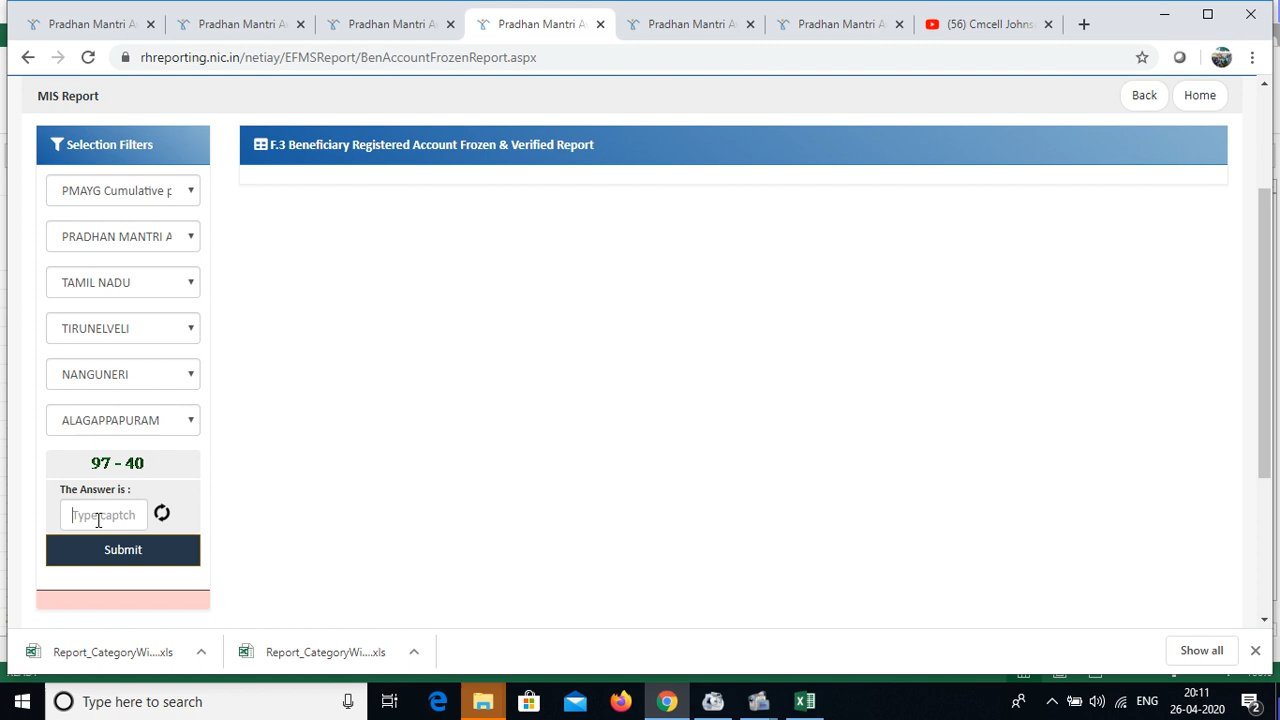 Pradhan Mantri A
Pradhan Mantri A
Pradhan Mantri A
Pradhan Mantri A
Pradhan Mantri A
Pradhan Mantri A
(56) Cmcell Johns
rhreporting.nic.in/netiay/EFMSReport/BenAccountFrozenReport.aspx
MIS Report
Back
Home
Selection Filters
F.3 Beneficiary Registered Account Frozen & Verified Report
PMAYG Cumulative p
PRADHAN MANTRI A
TAMIL NADU
TIRUNELVELI
NANGUNERI
ALAGAPPAPURAM
97 - 40
The Answer is :
Type captch
Submit
Report_CategoryWi....xls
Report_CategoryWi....xls
Show all
Type here to search
ENG
20:11
26-04-2020
2